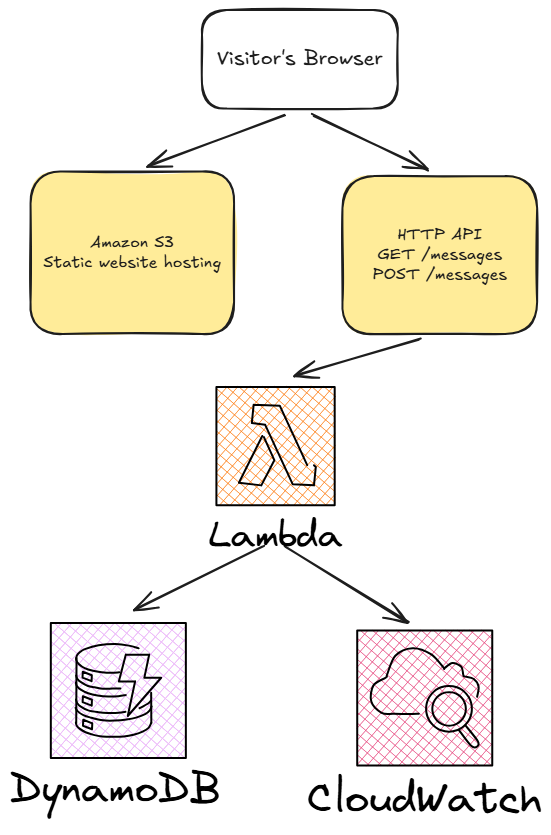 Visitor's Browser
Amazon S3
Static website hosting
HTTP API
GET /messages
POST /messages
Lambda
DynamoDB
CloudWatch